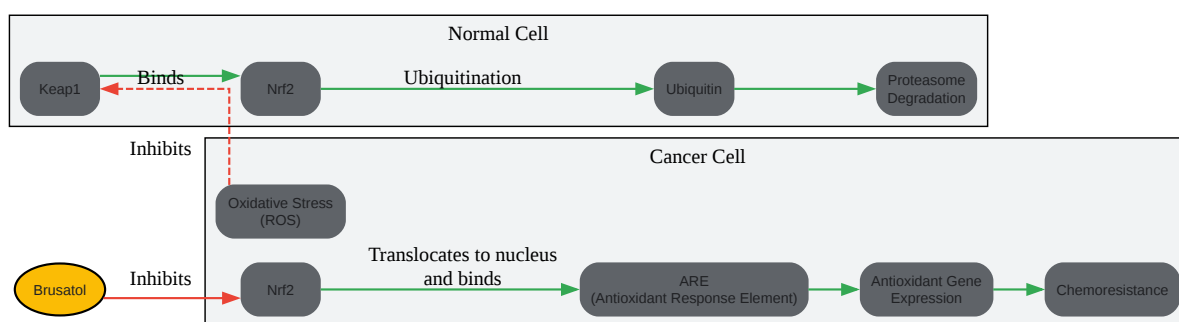 Normal Cell
Keap1
Binds
Nrf2
Ubiquitination
Ubiquitin
Proteasome
Degradation
Inhibits
Cancer Cell
Oxidative Stress
(ROS)
Brusatol
Inhibits
Nrf2
Translocates to nucleus
and binds
ARE
(Antioxidant Response Element)
Antioxidant Gene
Expression
Chemoresistance